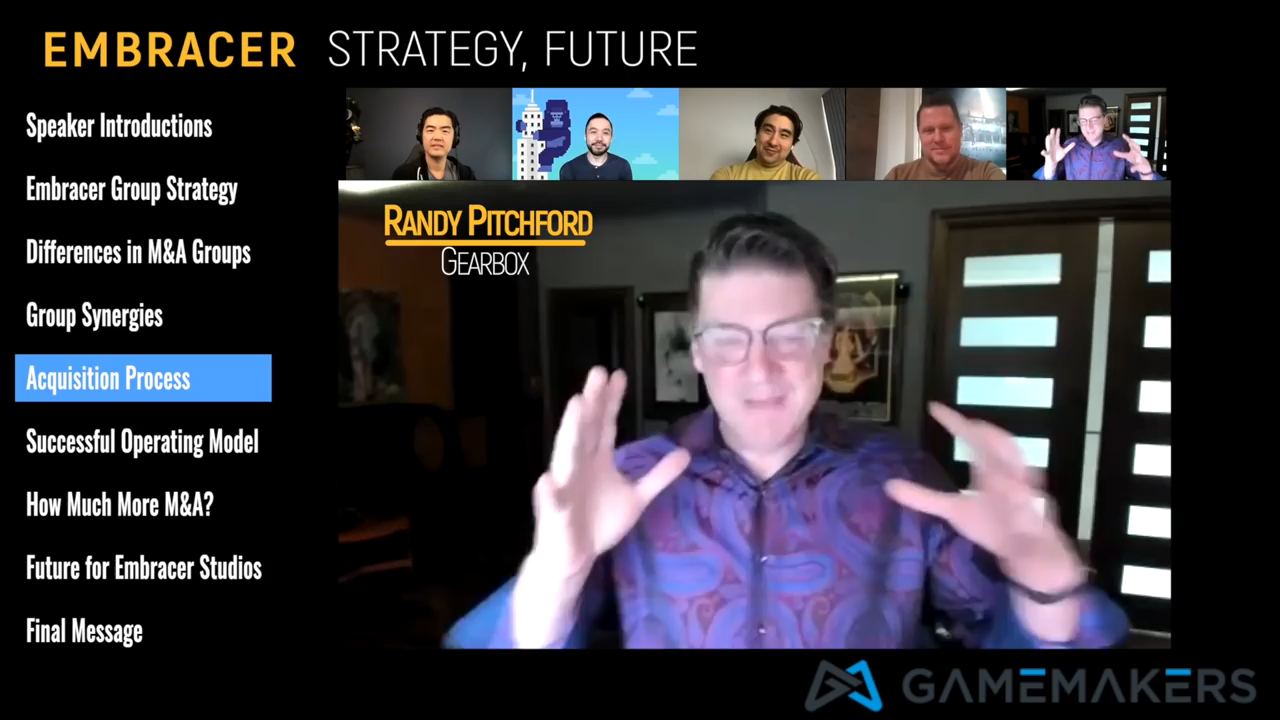 EMBRACER STRATEGY, FUTURE
Speaker Introductions
Embracer Group Strategy
Differences in M&A Groups
Group Synergies
Acquisition Process
Successful Operating Model
How Much More M&A?
Future for Embracer Studios
Final Message
RANDY PITCHFORD
GEARBOX
GAMEMAKERS